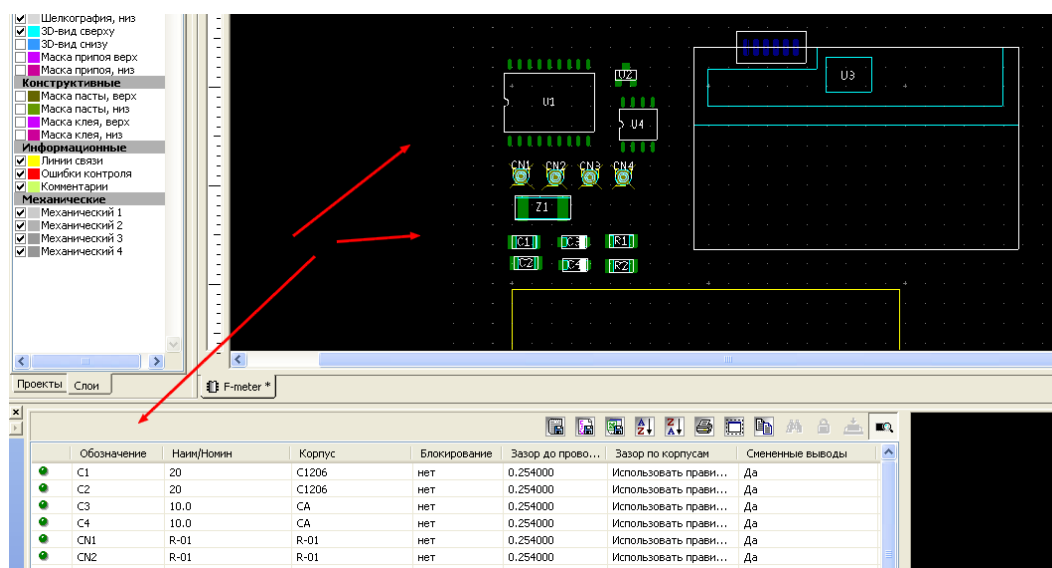 Шелкография, низ
3D-вид сверху
3D-вид снизу
Маска припоя верх
Маска припоя, низ
Конструктивные
Маска пасты, верх
Маска пасты, низ
Маска клея, верх
Маска клея, низ
Информационные
Линии связи
Ошибки контроля
Комментарии
Механические
Механический 1
Механический 2
Механический 3
Механический 4
Проекты Слои
U1
U2
U3
U4
CN1 CN2 CN3 CN4
Z1
C1 C3 R1
C2 C4 R2
F-meter *
Обозначение Наим/Номин Корпус Блокирование Зазор до прово... Зазор по корпусам Смененные выводы
C1 20 C1206 нет 0.254000 Использовать прави... Да
C2 20 C1206 нет 0.254000 Использовать прави... Да
C3 10.0 CA нет 0.254000 Использовать прави... Да
C4 10.0 CA нет 0.254000 Использовать прави... Да
CN1 R-01 R-01 нет 0.254000 Использовать прави... Да
CN2 R-01 R-01 нет 0.254000 Использовать прави... Да